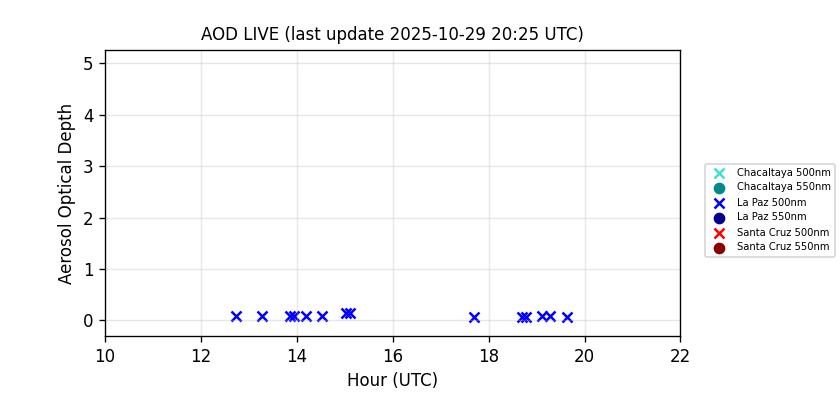 AOD LIVE (last update 2025-10-29 20:25 UTC)
Aerosol Optical Depth
5
4
3
2
1
0
10 12 14 16 18 20 22
Hour (UTC)
Chacaltaya 500nm
Chacaltaya 550nm
La Paz 500nm
La Paz 550nm
Santa Cruz 500nm
Santa Cruz 550nm